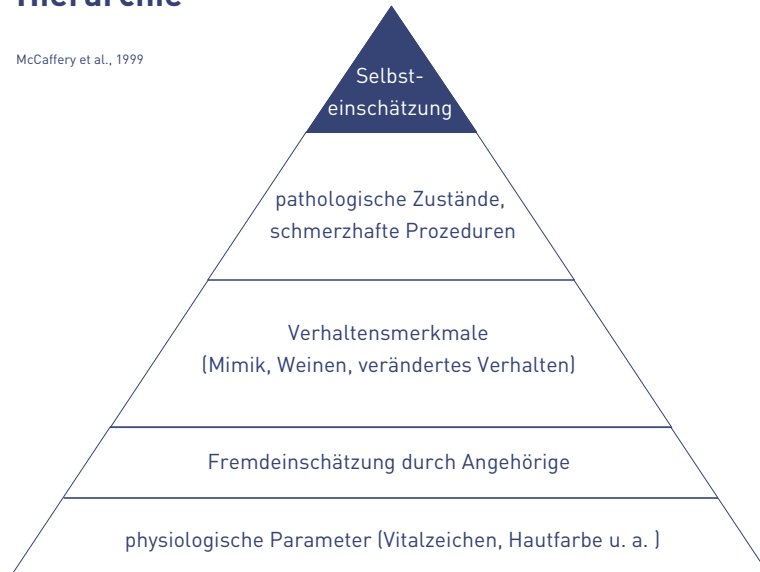 Hierarchie
McCaffery et al., 1999
Selbst-
einschätzung
pathologische Zustände,
schmerzhafte Prozeduren
Verhaltensmerkmale
(Mimik, Weinen, verändertes Verhalten)
Fremdeinschätzung durch Angehörige
physiologische Parameter (Vitalzeichen, Hautfarbe u. a. )